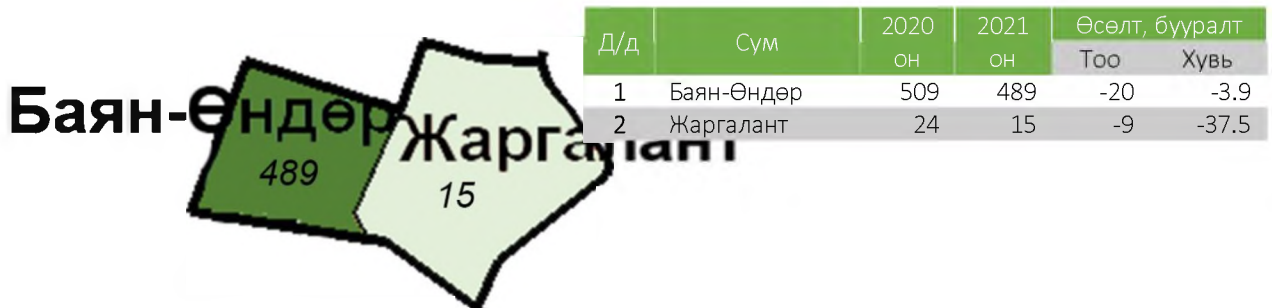 Баян-Өндөр
489
Жаргалант
15
Д/д Сум 2020 он 2021 он Өсөлт, бууралт
Тоо Хувь
1 Баян-Өндөр 509 489 -20 -3.9
2 Жаргалант 24 15 -9 -37.5